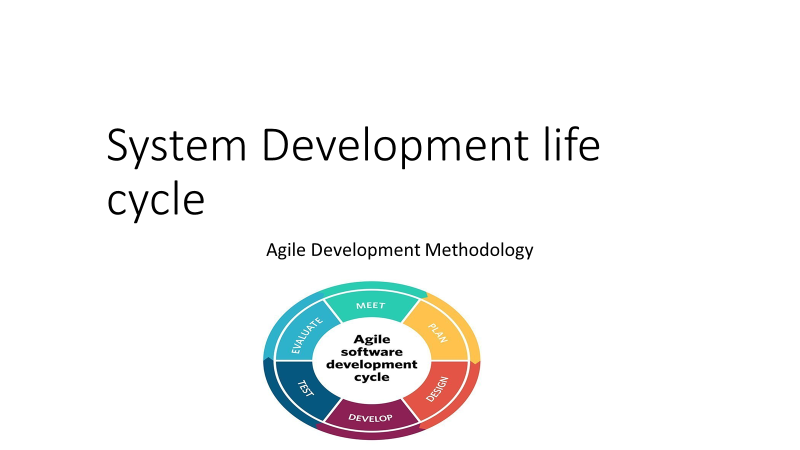 System Development life
cycle
Agile Development Methodology
MEET
PLAN
DESIGN
DEVELOP
TEST
EVALUATE
Agile
software
development
cycle